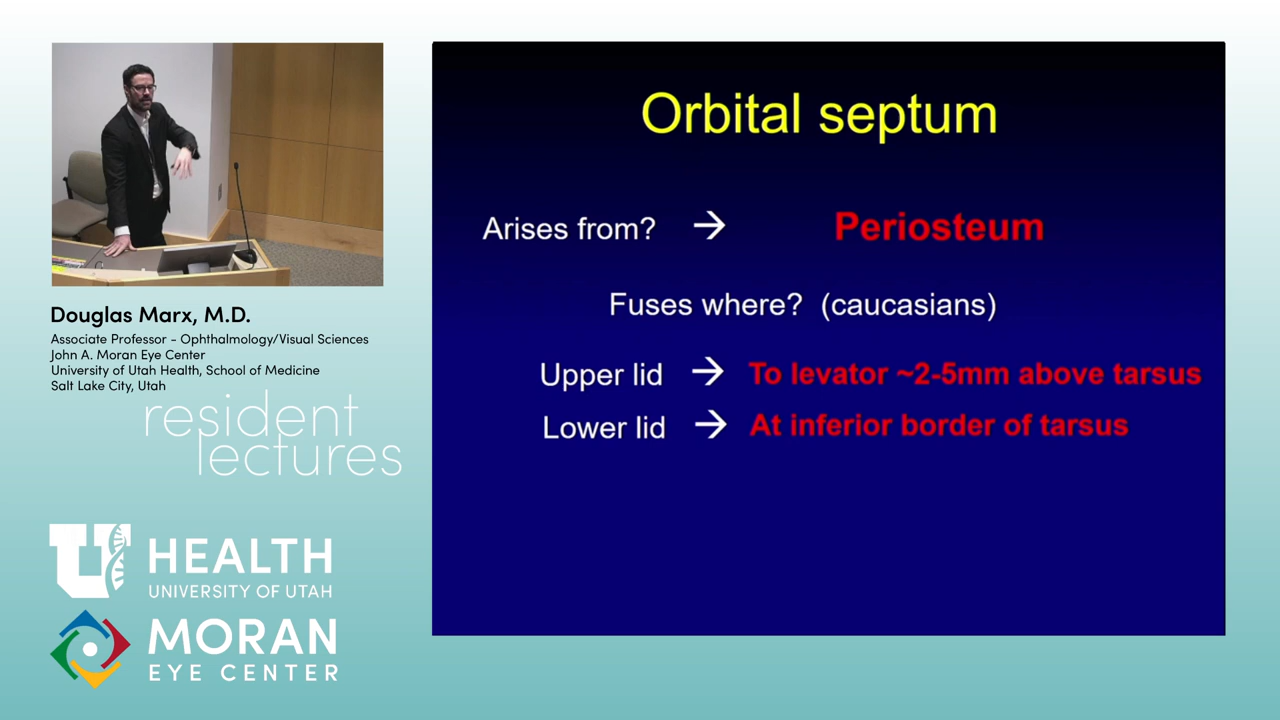 Orbital septum
Arises from? → Periosteum
Fuses where? (caucasians)
Upper lid → To levator ~2-5mm above tarsus
Lower lid → At inferior border of tarsus
Douglas Marx, M.D.
Associate Professor - Ophthalmology/Visual Sciences
John A. Moran Eye Center
University of Utah Health, School of Medicine
Salt Lake City, Utah
resident
lectures
U HEALTH
UNIVERSITY OF UTAH
MORAN
EYE CENTER